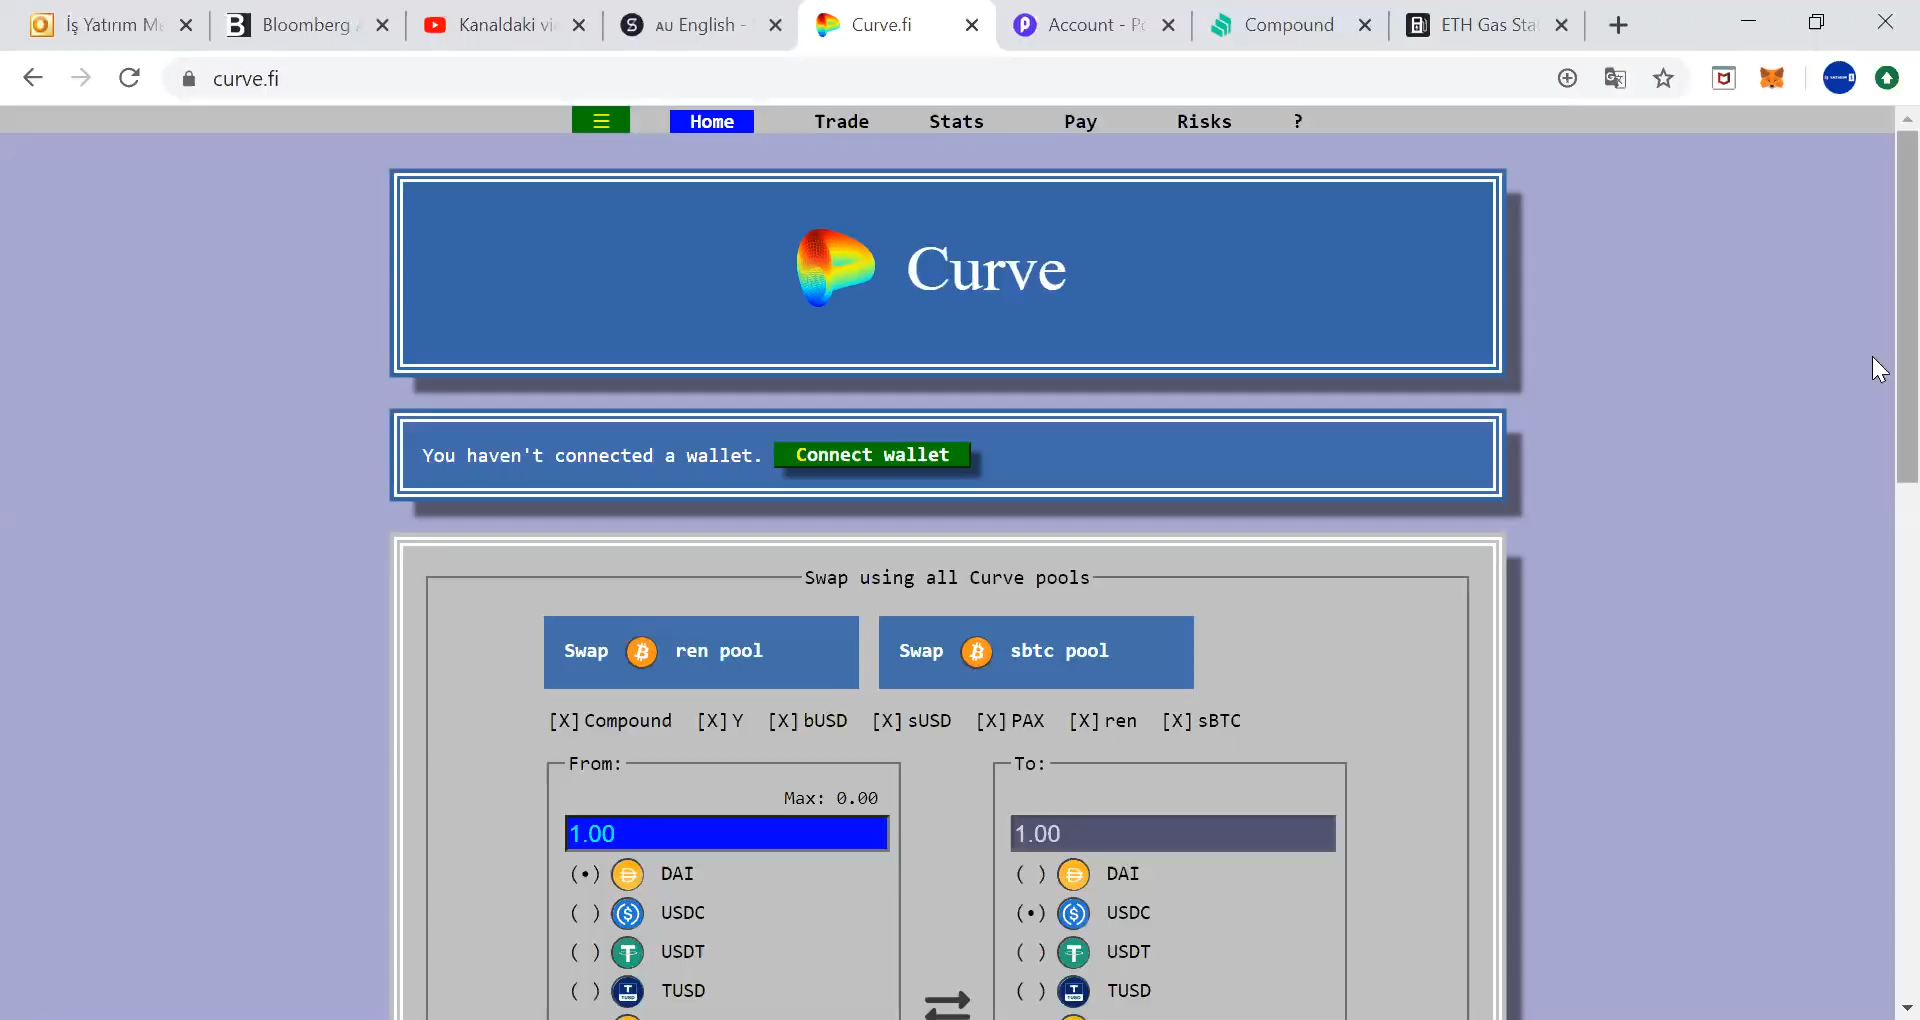 İş Yatırım Me
Bloomberg
Kanaldaki vi
AU English -
Curve.fi
Account - Po
Compound
ETH Gas Stat
curve.fi
☰ Home Trade Stats Pay Risks ?
Curve
You haven't connected a wallet. Connect wallet
Swap using all Curve pools
Swap ren pool
Swap sbtc pool
[X]Compound [X]Y [X]bUSD [X]sUSD [X]PAX [X]ren [X]sBTC
From:
Max: 0.00
1.00
(•) DAI
( ) USDC
( ) USDT
( ) TUSD
To:
1.00
( ) DAI
(•) USDC
( ) USDT
( ) TUSD